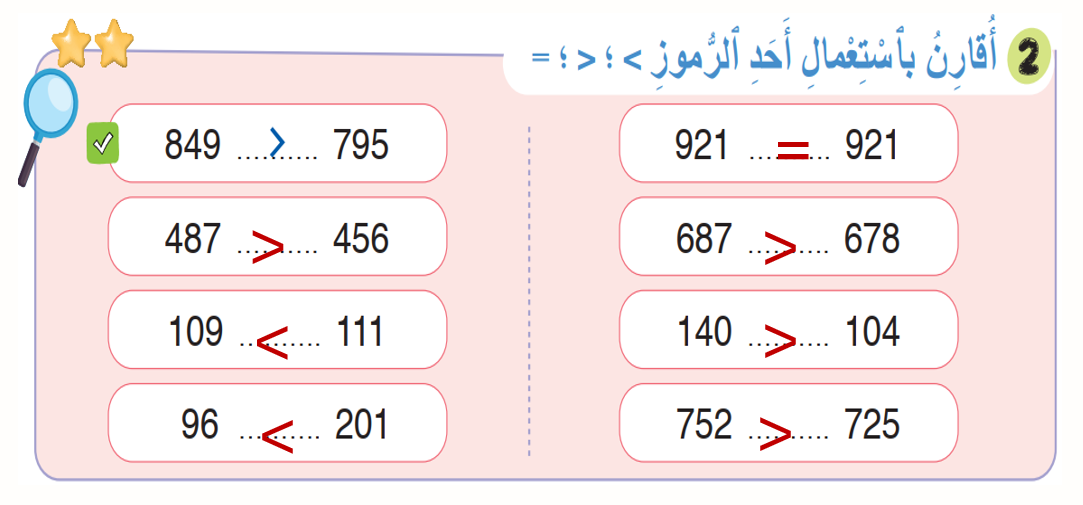 2 أُقارِنُ بِٱسْتِعْمالِ أَحَدِ ٱلرُّموزِ > ؛ < ؛ =
849 .......... > 795
921 .......... = 921
487 .......... > 456
687 .......... > 678
109 .......... < 111
140 .......... > 104
96 .......... < 201
752 .......... > 725